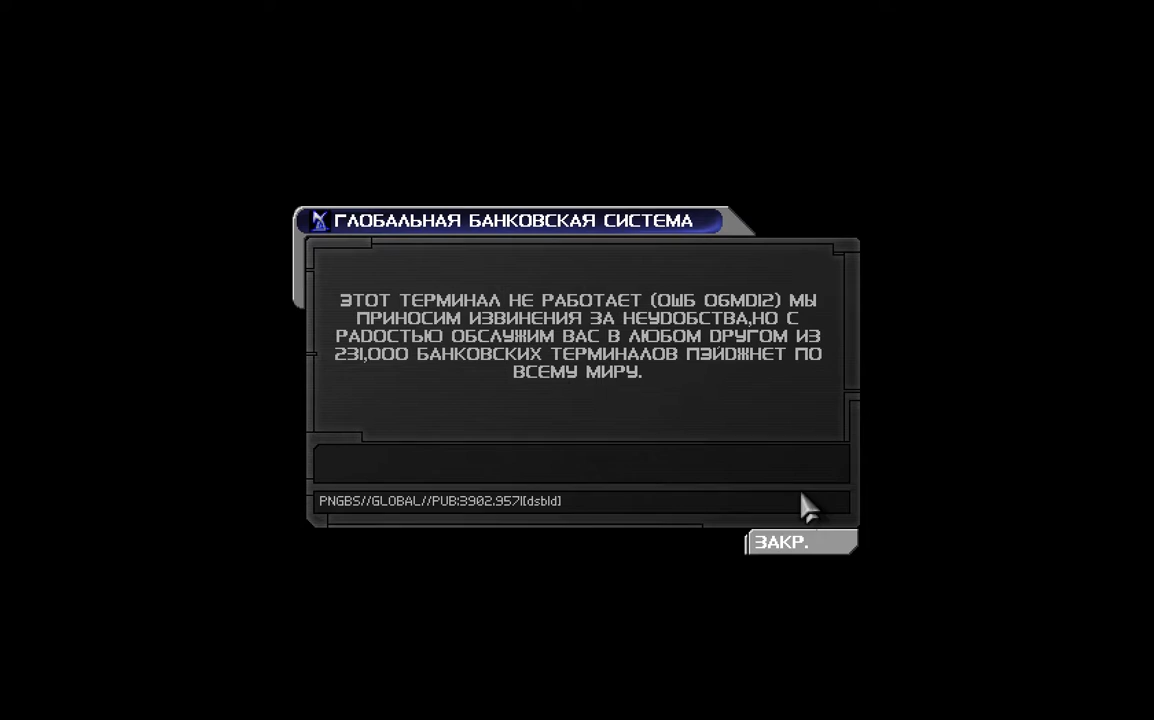 ГЛОБАЛЬНАЯ БАНКОВСКАЯ СИСТЕМА
ЭТОТ ТЕРМИНАЛ НЕ РАБОТАЕТ (ОШБ 06MD12) МЫ
ПРИНОСИМ ИЗВИНЕНИЯ ЗА НЕУДОБСТВА,НО С
РАДОСТЬЮ ОБСЛУЖИМ ВАС В ЛЮБОМ ДРУГОМ ИЗ
231,000 БАНКОВСКИХ ТЕРМИНАЛОВ ПЭЙДЖНЕТ ПО
ВСЕМУ МИРУ.
PNGBS//GLOBAL//PUB:3902.957|[dsbld]
ЗАКР.